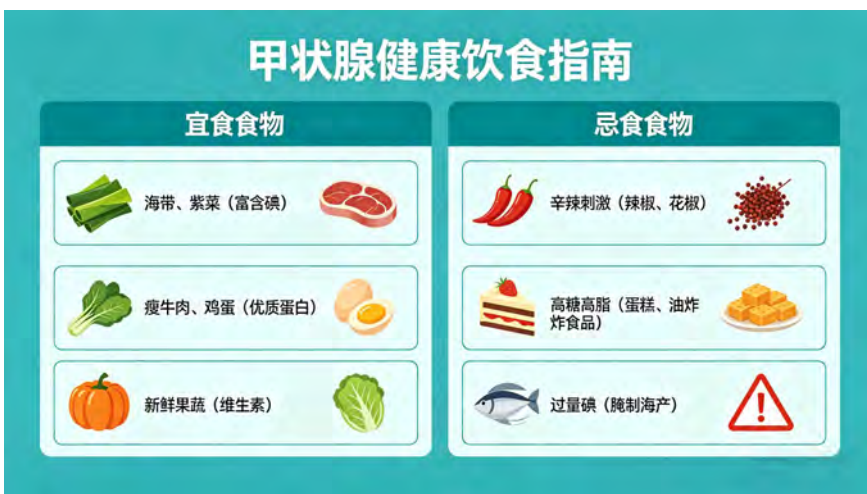 甲状腺健康饮食指南
宜食食物
海带、紫菜（富含碘）
瘦牛肉、鸡蛋（优质蛋白）
新鲜果蔬（维生素）
忌食食物
辛辣刺激（辣椒、花椒）
高糖高脂（蛋糕、油炸
炸食品）
过量碘（腌制海产）